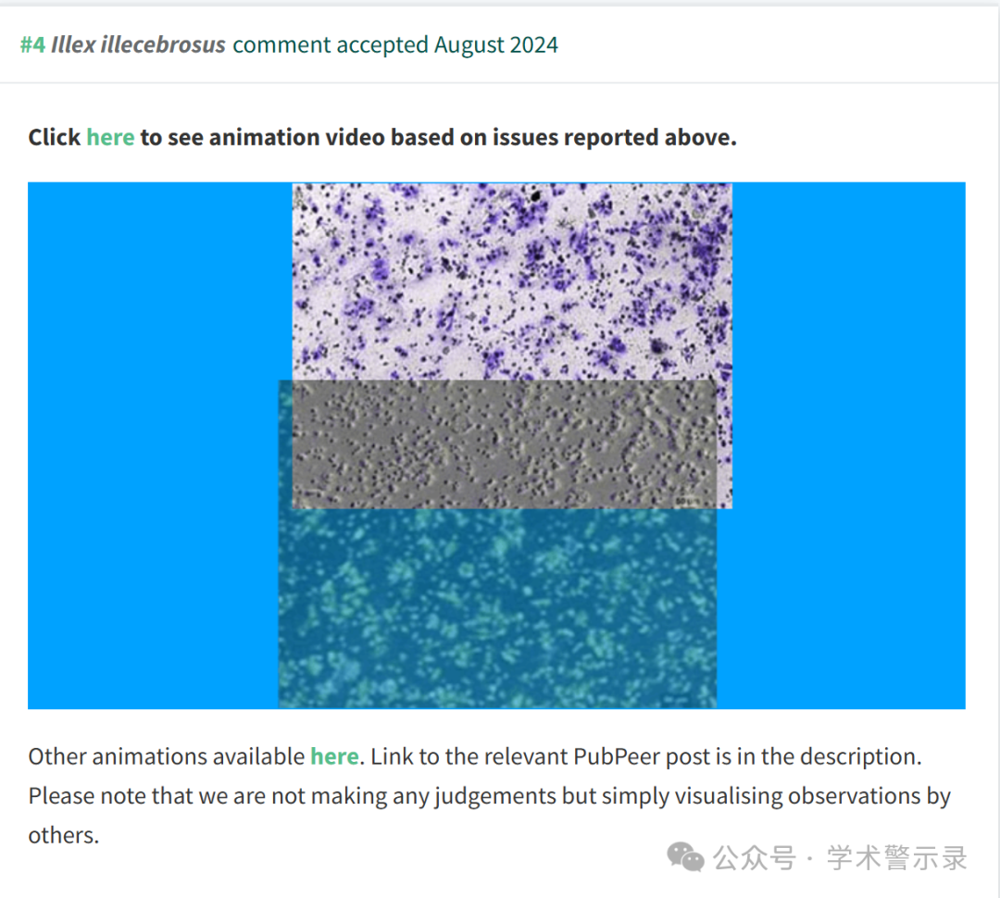 #4 Illex illecebrosus comment accepted August 2024
Click here to see animation video based on issues reported above.
Other animations available here. Link to the relevant PubPeer post is in the description.
Please note that we are not making any judgements but simply visualising observations by
others.
公众号 · 学术警示录